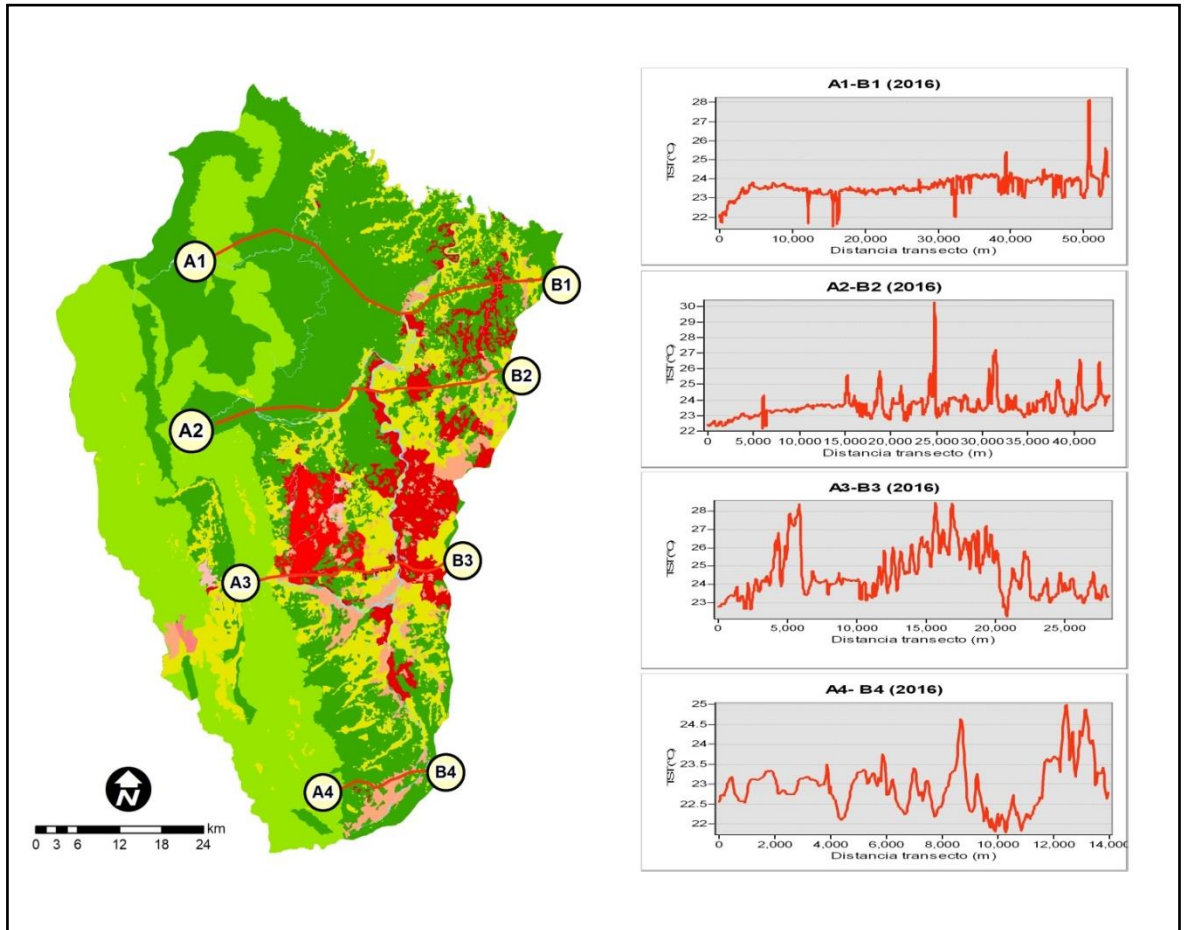 A1
B1
A2
B2
A3
B3
A4
B4
N
km
0 3 6 12 18 24
A1-B1 (2016)
TST(°C)
28
27
26
25
24
23
22
0 10,000 20,000 30,000 40,000 50,000
Distancia transecto (m)
A2-B2 (2016)
TST(°C)
30
29
28
27
26
25
24
23
22
0 5,000 10,000 15,000 20,000 25,000 30,000 35,000 40,000
Distancia transecto (m)
A3-B3 (2016)
TST(°C)
28
27
26
25
24
23
0 5,000 10,000 15,000 20,000 25,000
Distancia transecto (m)
A4- B4 (2016)
TST(°C)
25
24.5
24
23.5
23
22.5
22
0 2,000 4,000 6,000 8,000 10,000 12,000 14,000
Distancia transecto (m)